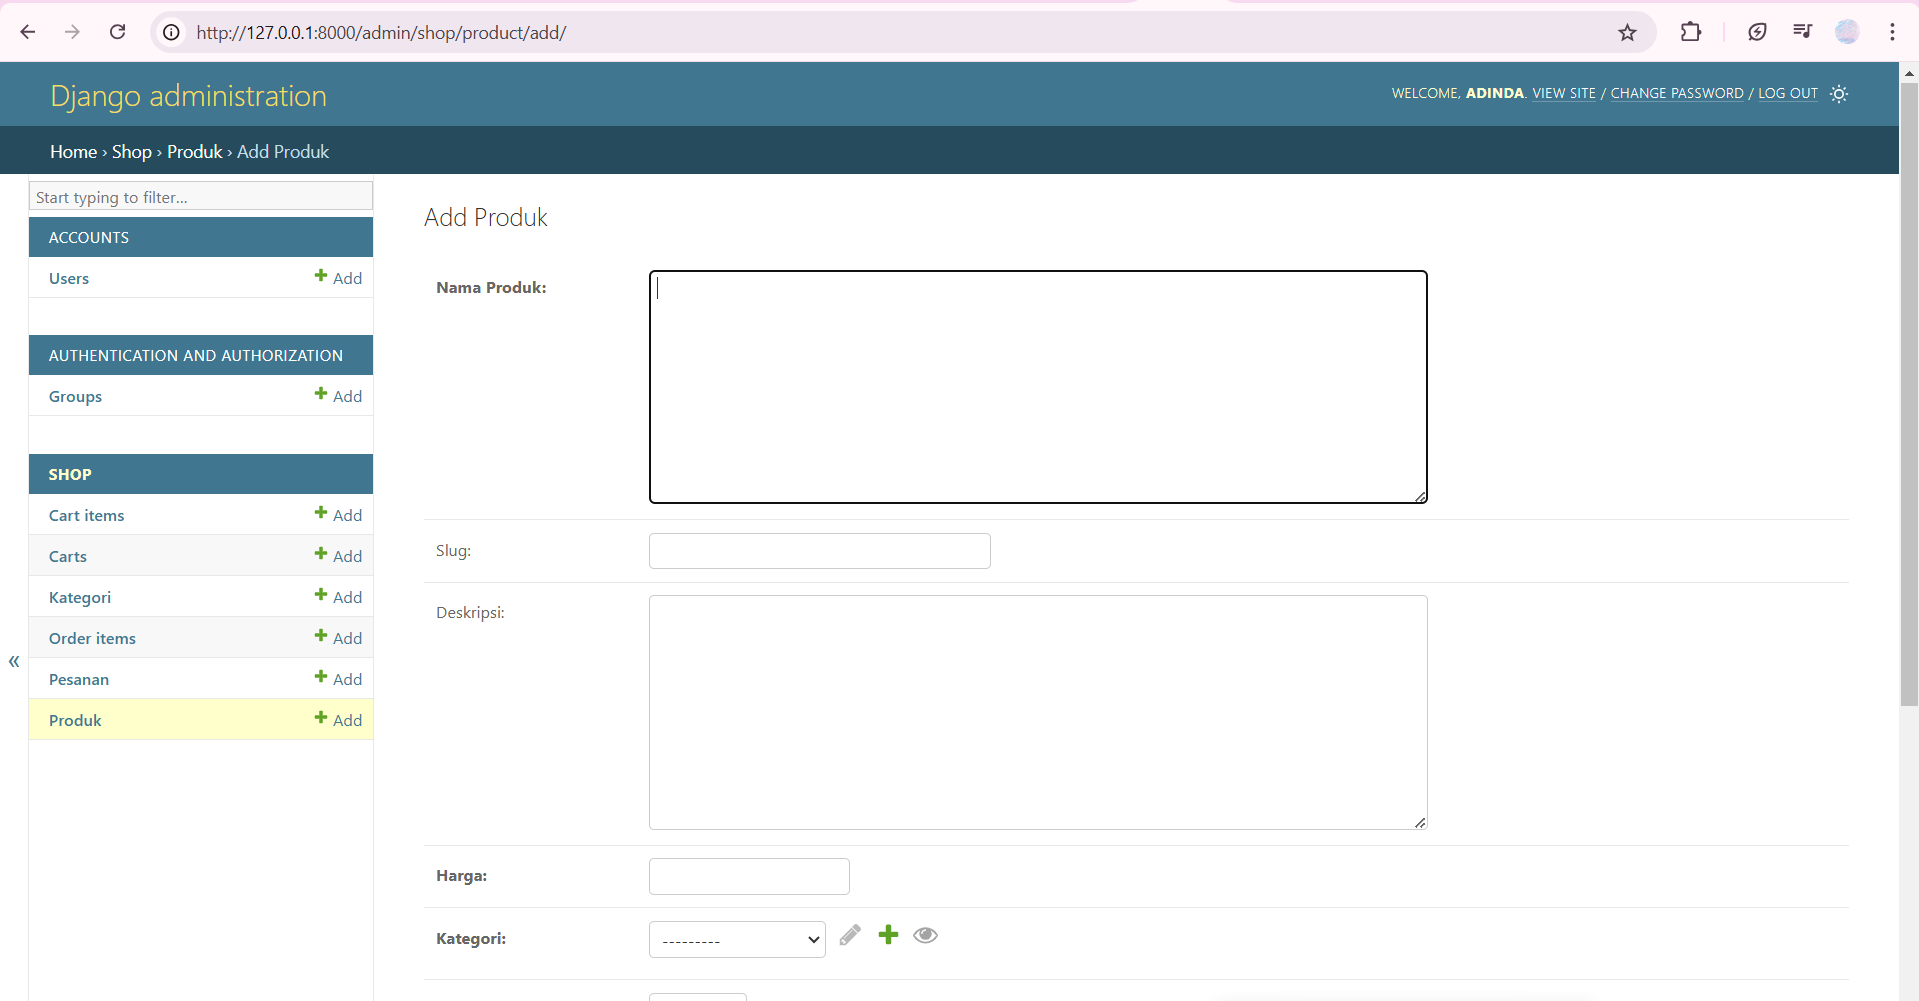 http://127.0.0.1:8000/admin/shop/product/add/
Django administration
WELCOME, ADINDA. VIEW SITE / CHANGE PASSWORD / LOG OUT
Home › Shop › Produk › Add Produk
Start typing to filter...
ACCOUNTS
Users Add
AUTHENTICATION AND AUTHORIZATION
Groups Add
SHOP
Cart items Add
Carts Add
Kategori Add
Order items Add
Pesanan Add
Produk Add
«
Add Produk
Nama Produk:
Slug:
Deskripsi:
Harga:
Kategori: ---------